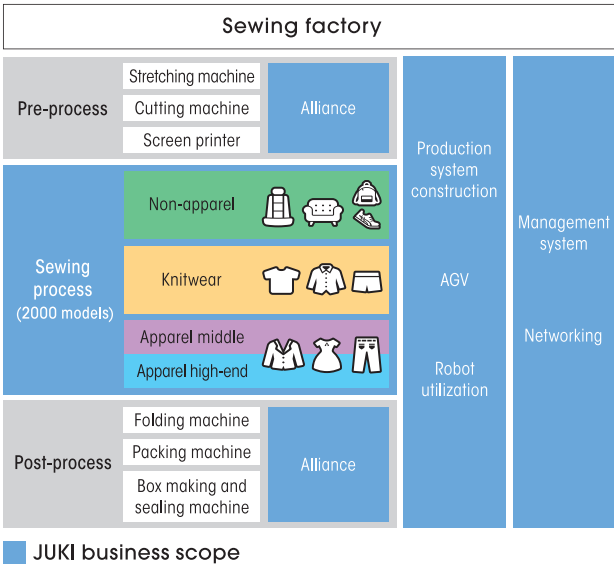 Sewing factory
Pre-process
Stretching machine
Cutting machine
Screen printer
Alliance
Sewing
process
(2000 models)
Non-apparel
Knitwear
Apparel middle
Apparel high-end
Post-process
Folding machine
Packing machine
Box making and
sealing machine
Alliance
Production
system
construction
AGV
Robot
utilization
Management
system
Networking
JUKI business scope